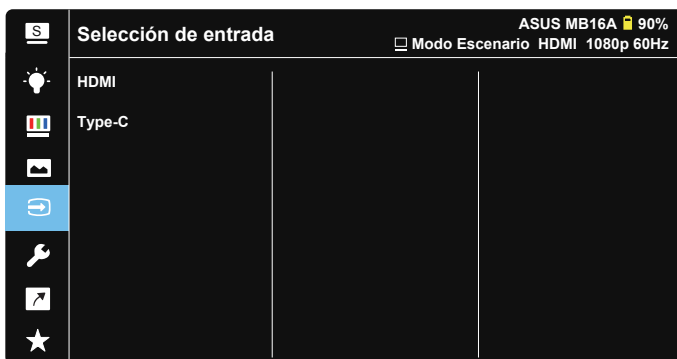 S
Selección de entrada
ASUS MB16A 90%
Modo Escenario HDMI 1080p 60Hz
HDMI
Type-C